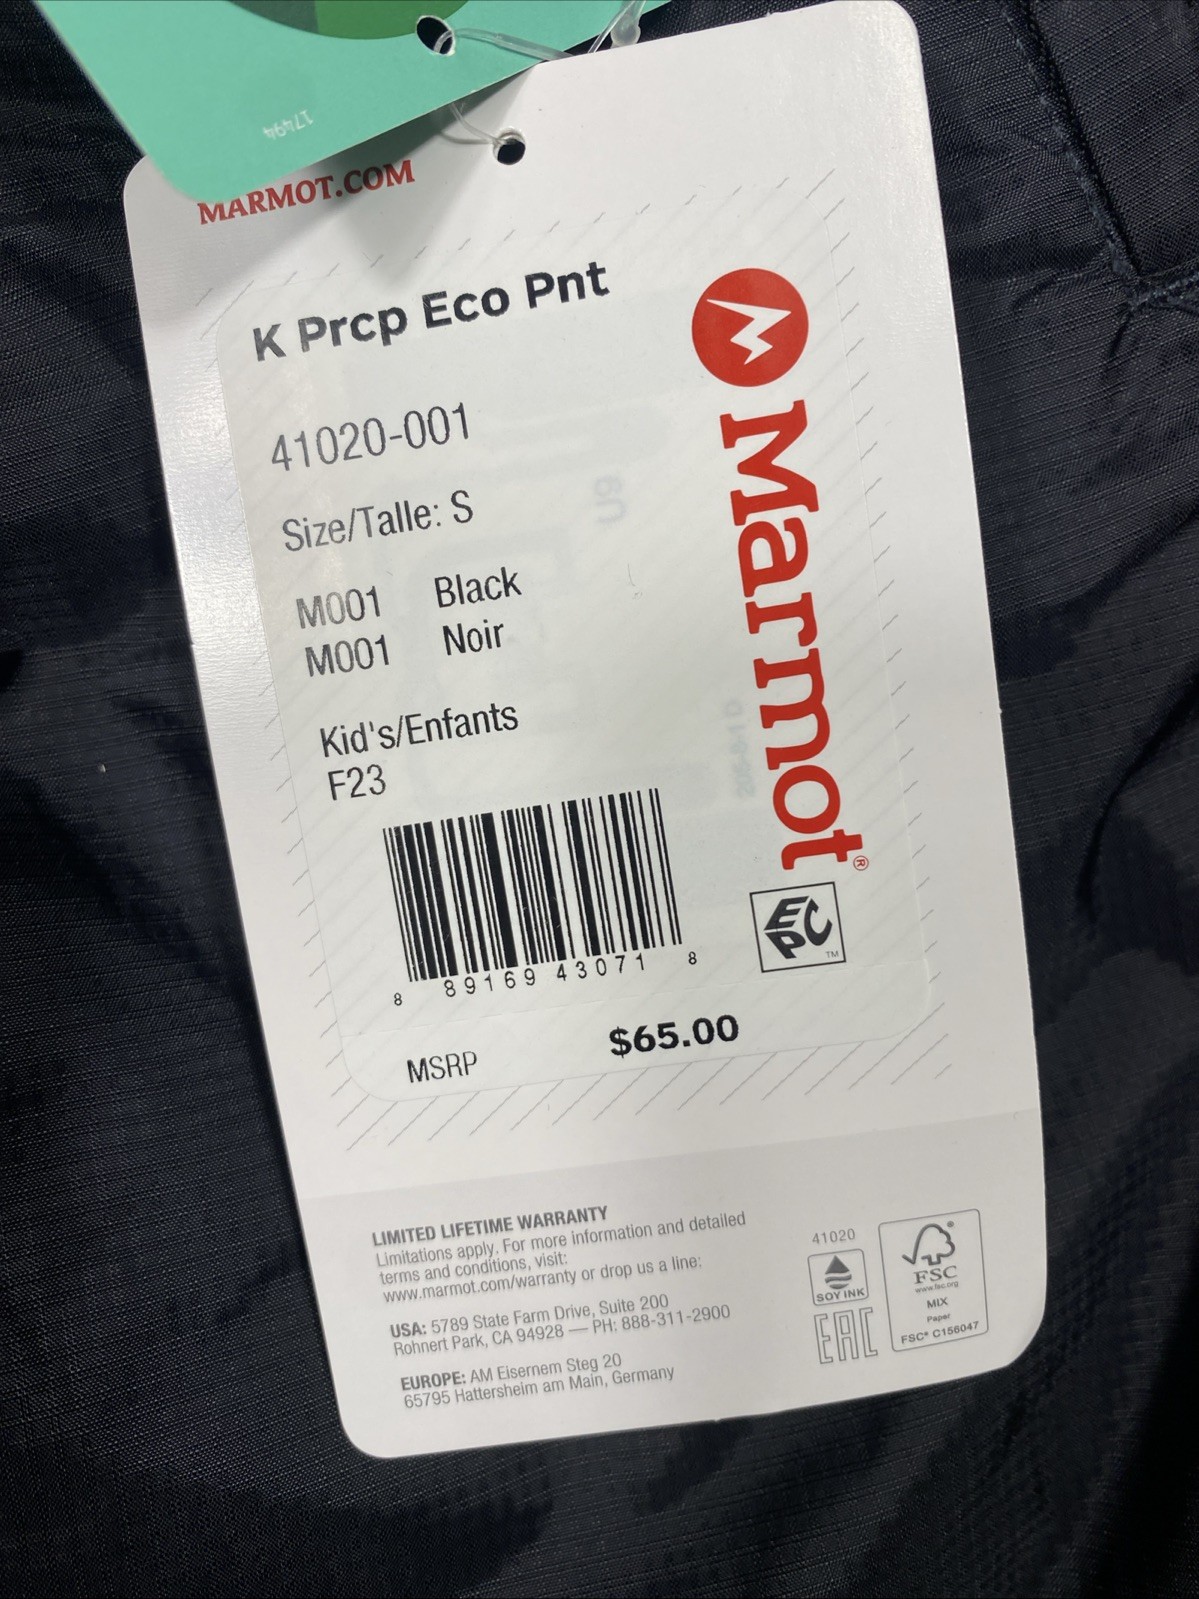 17494
MARMOT.COM
K Prcp Eco Pnt
41020-001
Size/Talle: S
M001 Black
M001 Noir
Kid's/Enfants
F23
8 89169 43071 8
MSRP $65.00
Marmot®
EPC™
LIMITED LIFETIME WARRANTY
Limitations apply. For more information and detailed
terms and conditions, visit:
www.marmot.com/warranty or drop us a line:
USA: 5789 State Farm Drive, Suite 200
Rohnert Park, CA 94928 — PH: 888-311-2900
EUROPE: AM Eisernem Steg 20
65795 Hattersheim am Main, Germany
41020
SOY INK
EAC
FSC
www.fsc.org
MIX
Paper
FSC® C156047